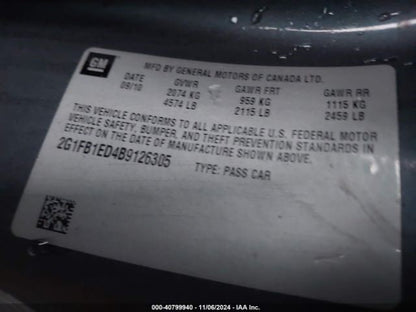 GM
MFD BY GENERAL MOTORS OF CANADA LTD.
DATE GVWR GAWR FRT GAWR RR
09/10 2074 KG 959 KG 1115 KG
4574 LB 2115 LB 2459 LB
THIS VEHICLE CONFORMS TO ALL APPLICABLE U.S. FEDERAL MOTOR
VEHICLE SAFETY, BUMPER, AND THEFT PREVENTION STANDARDS IN
EFFECT ON THE DATE OF MANUFACTURE SHOWN ABOVE.
2G1FB1ED4B9126305 TYPE: PASS CAR
000-40799940 - 11/06/2024 - IAA Inc.